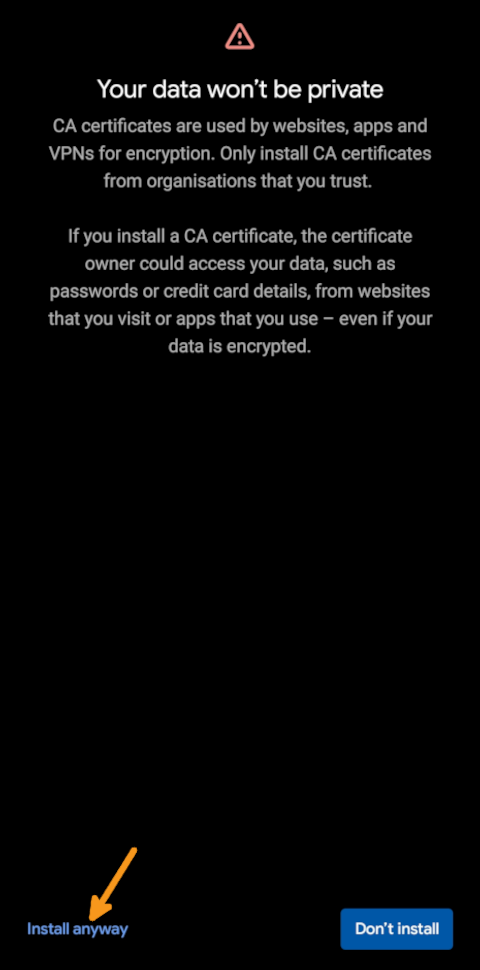 Your data won’t be private
CA certificates are used by websites, apps and
VPNs for encryption. Only install CA certificates
from organisations that you trust.
If you install a CA certificate, the certificate
owner could access your data, such as
passwords or credit card details, from websites
that you visit or apps that you use – even if your
data is encrypted.
Install anyway
Don’t install